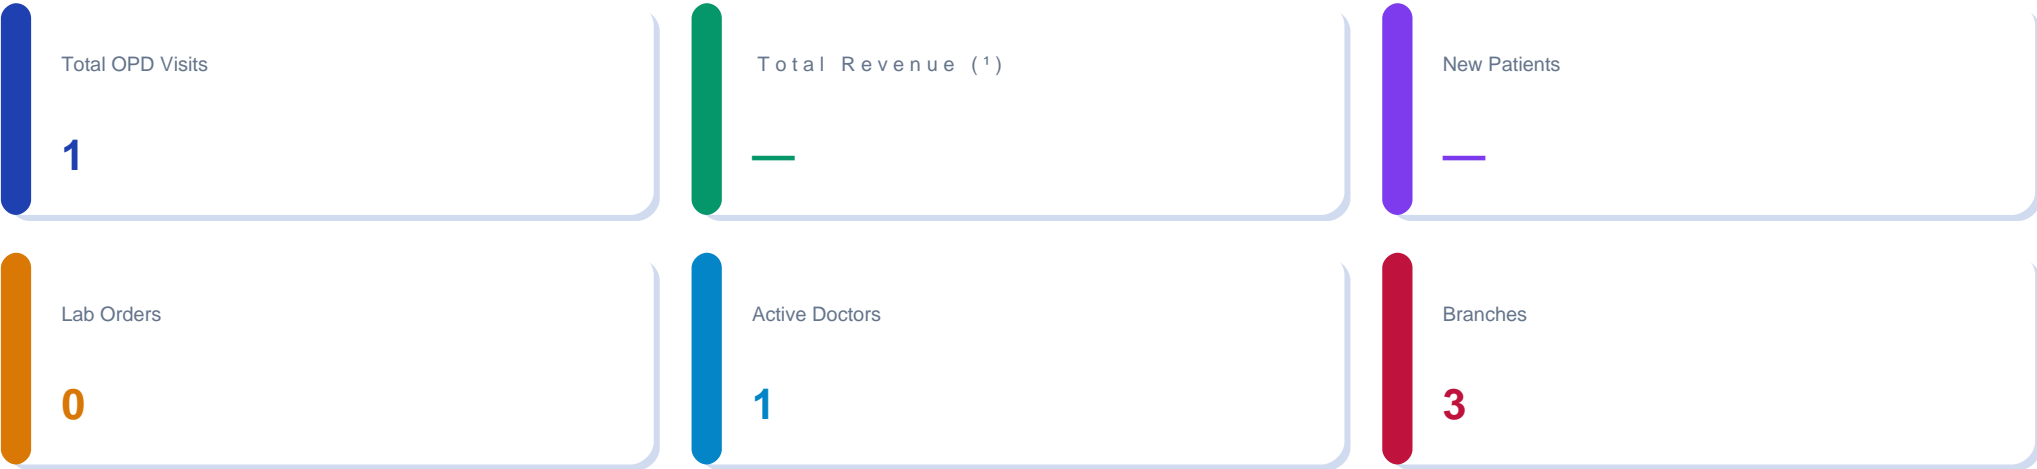 Total OPD Visits
Total Revenue (¹)
New Patients
1
—
—
Lab Orders
Active Doctors
Branches
0
1
3